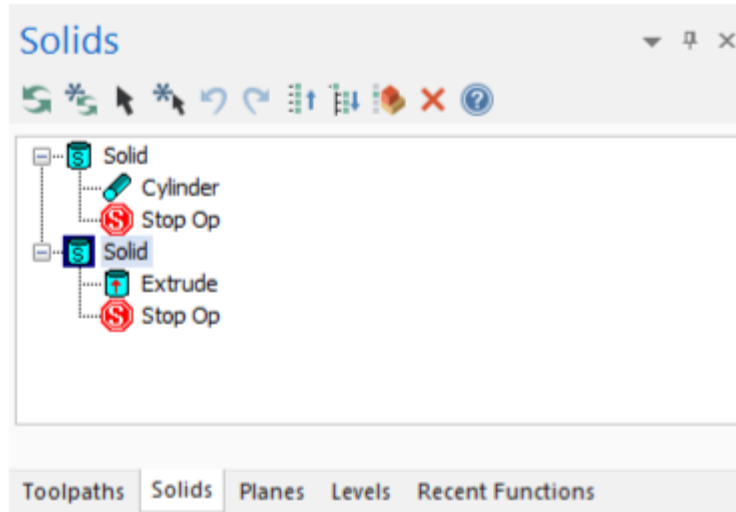 Solids
Solid
Cylinder
Stop Op
Solid
Extrude
Stop Op
Toolpaths Solids Planes Levels Recent Functions